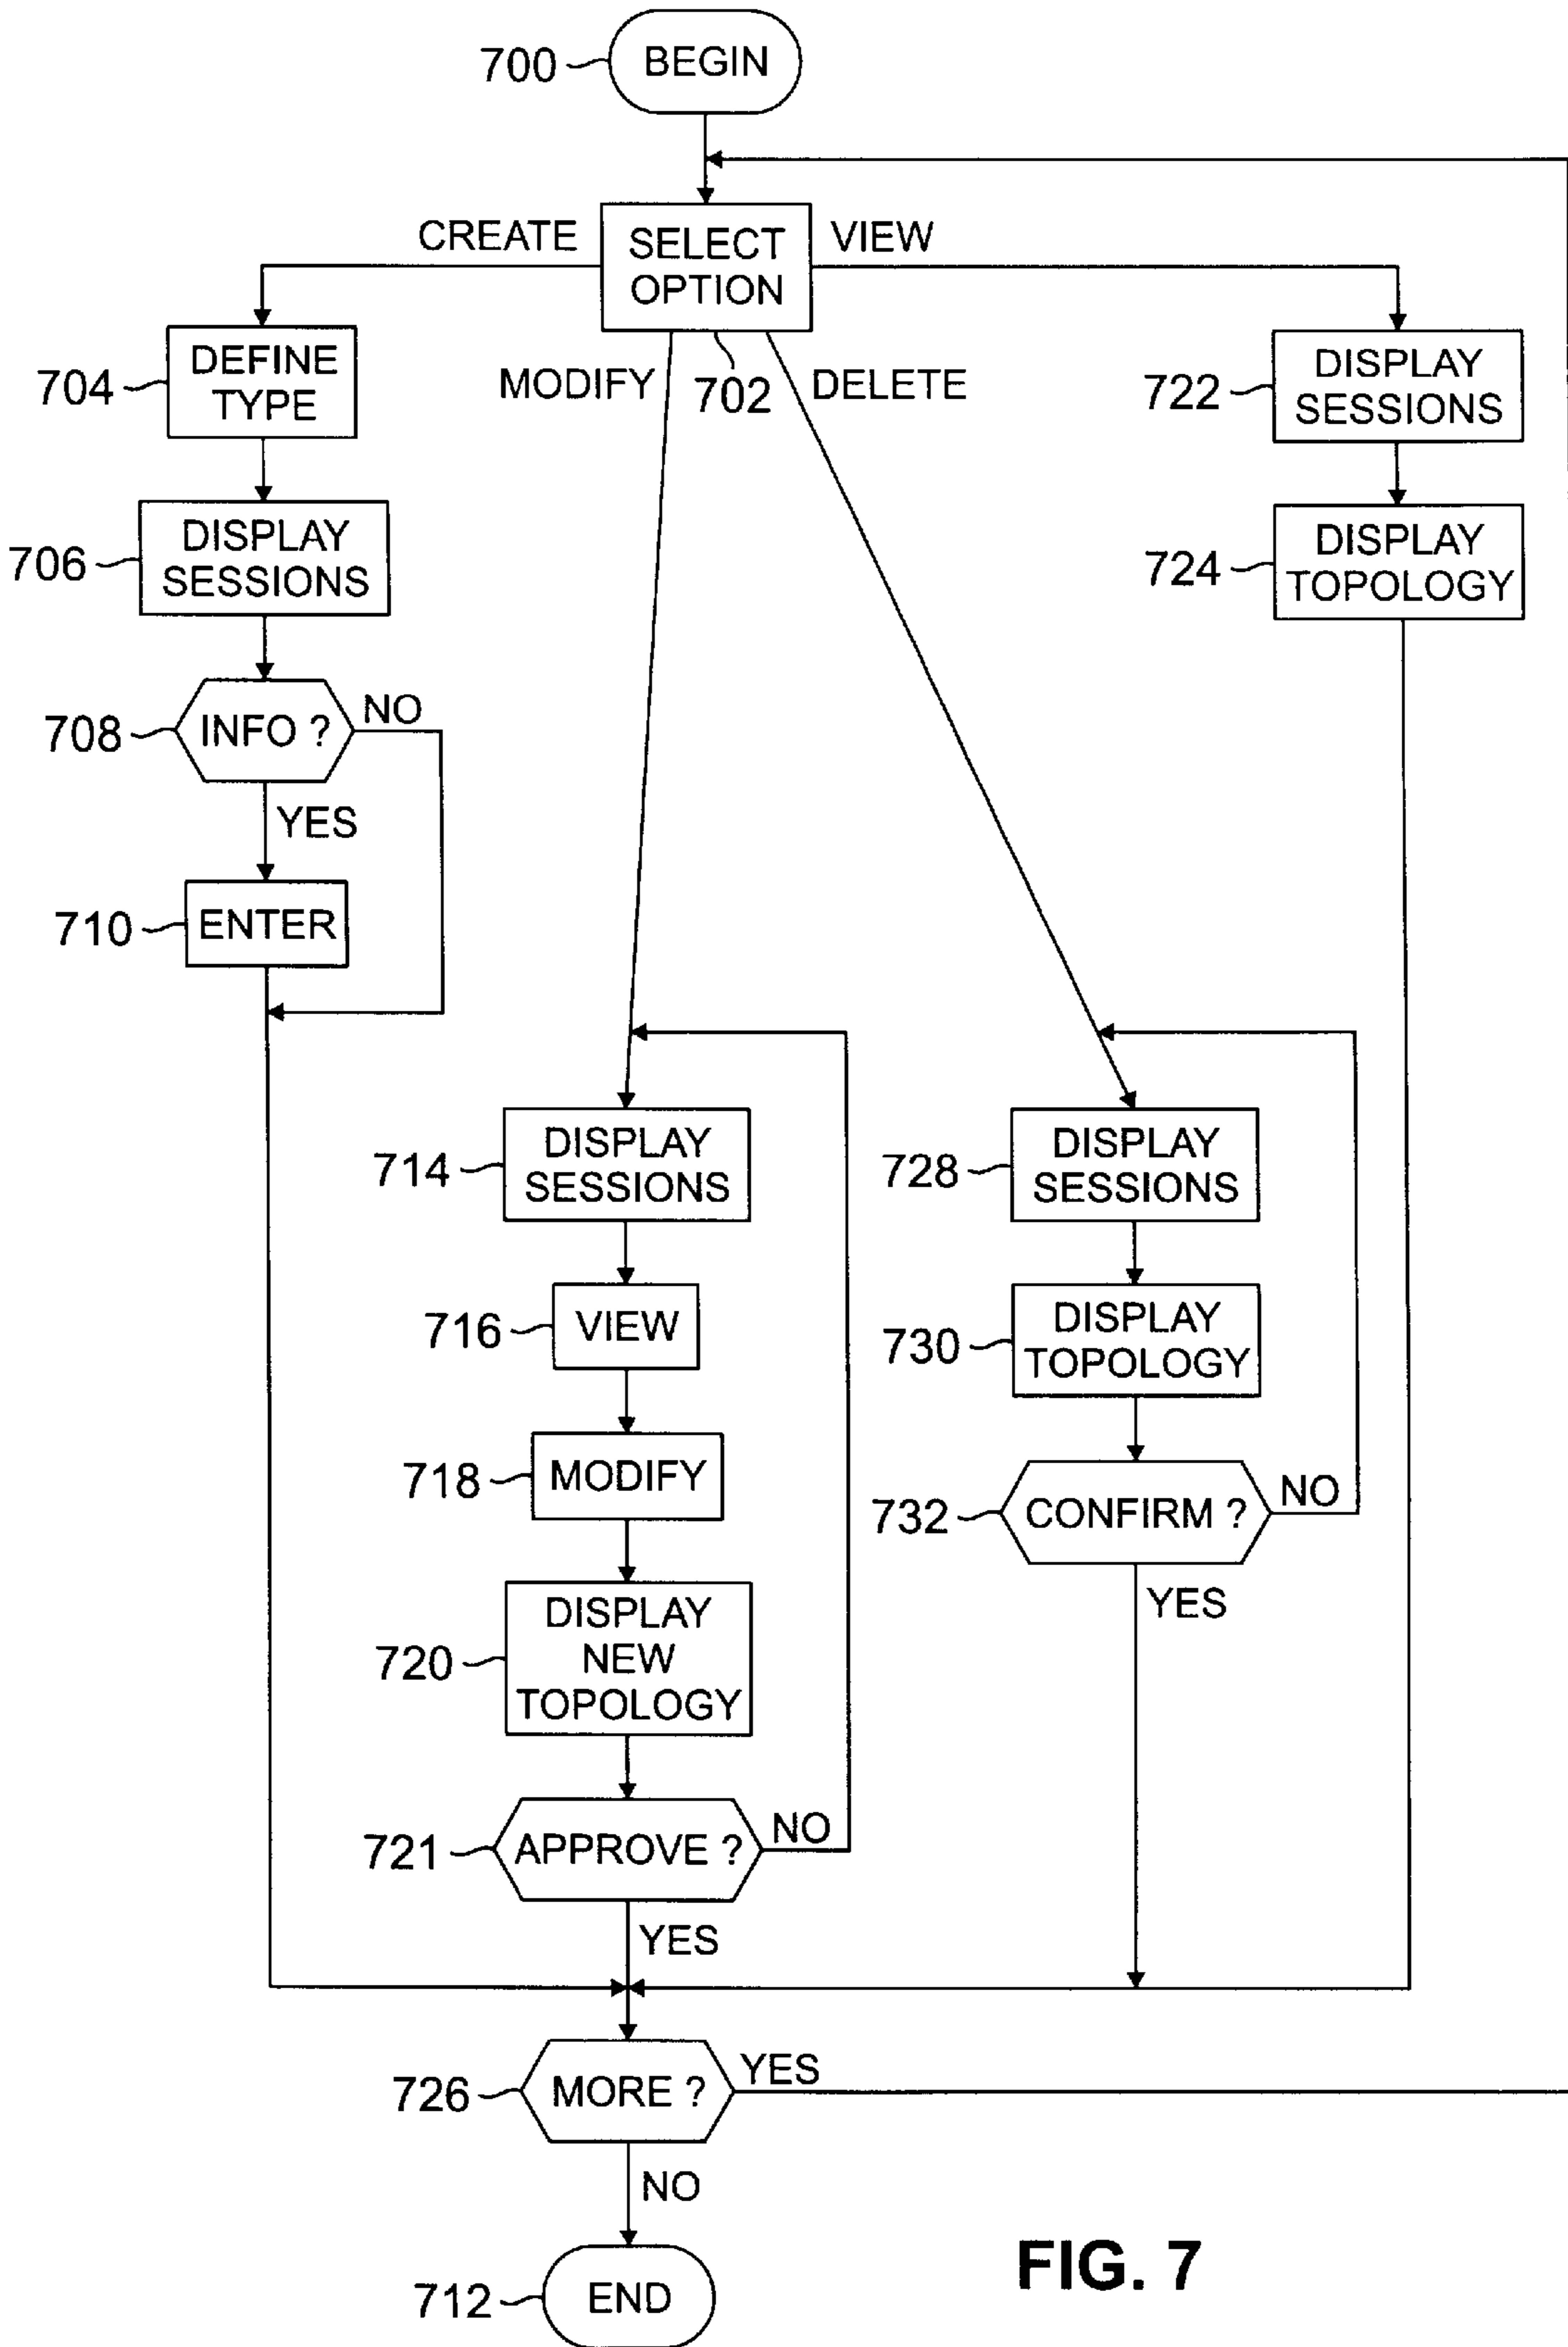 700
BEGIN
CREATE
SELECT
OPTION
VIEW
702
MODIFY
DELETE
704
DEFINE
TYPE
722
DISPLAY
SESSIONS
706
DISPLAY
SESSIONS
724
DISPLAY
TOPOLOGY
708
INFO ?
NO
YES
710
ENTER
714
DISPLAY
SESSIONS
728
DISPLAY
SESSIONS
716
VIEW
730
DISPLAY
TOPOLOGY
718
MODIFY
732
CONFIRM ?
NO
YES
720
DISPLAY
NEW
TOPOLOGY
721
APPROVE ?
NO
YES
726
MORE ?
YES
NO
712
END
FIG. 7